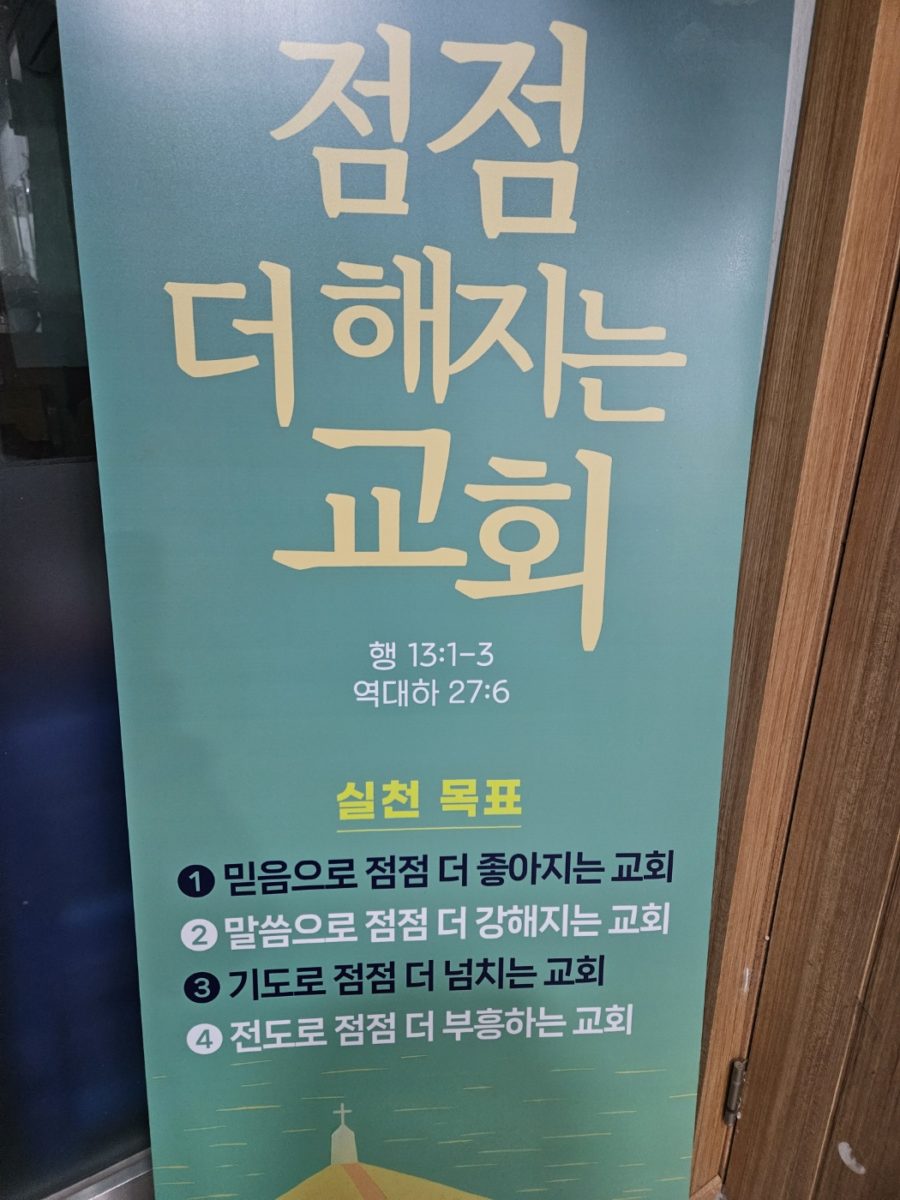 점점
더 해지는
교회
행 13:1-3
역대하 27:6
실천 목표
1 믿음으로 점점 더 좋아지는 교회
2 말씀으로 점점 더 강해지는 교회
3 기도로 점점 더 넘치는 교회
4 전도로 점점 더 부흥하는 교회